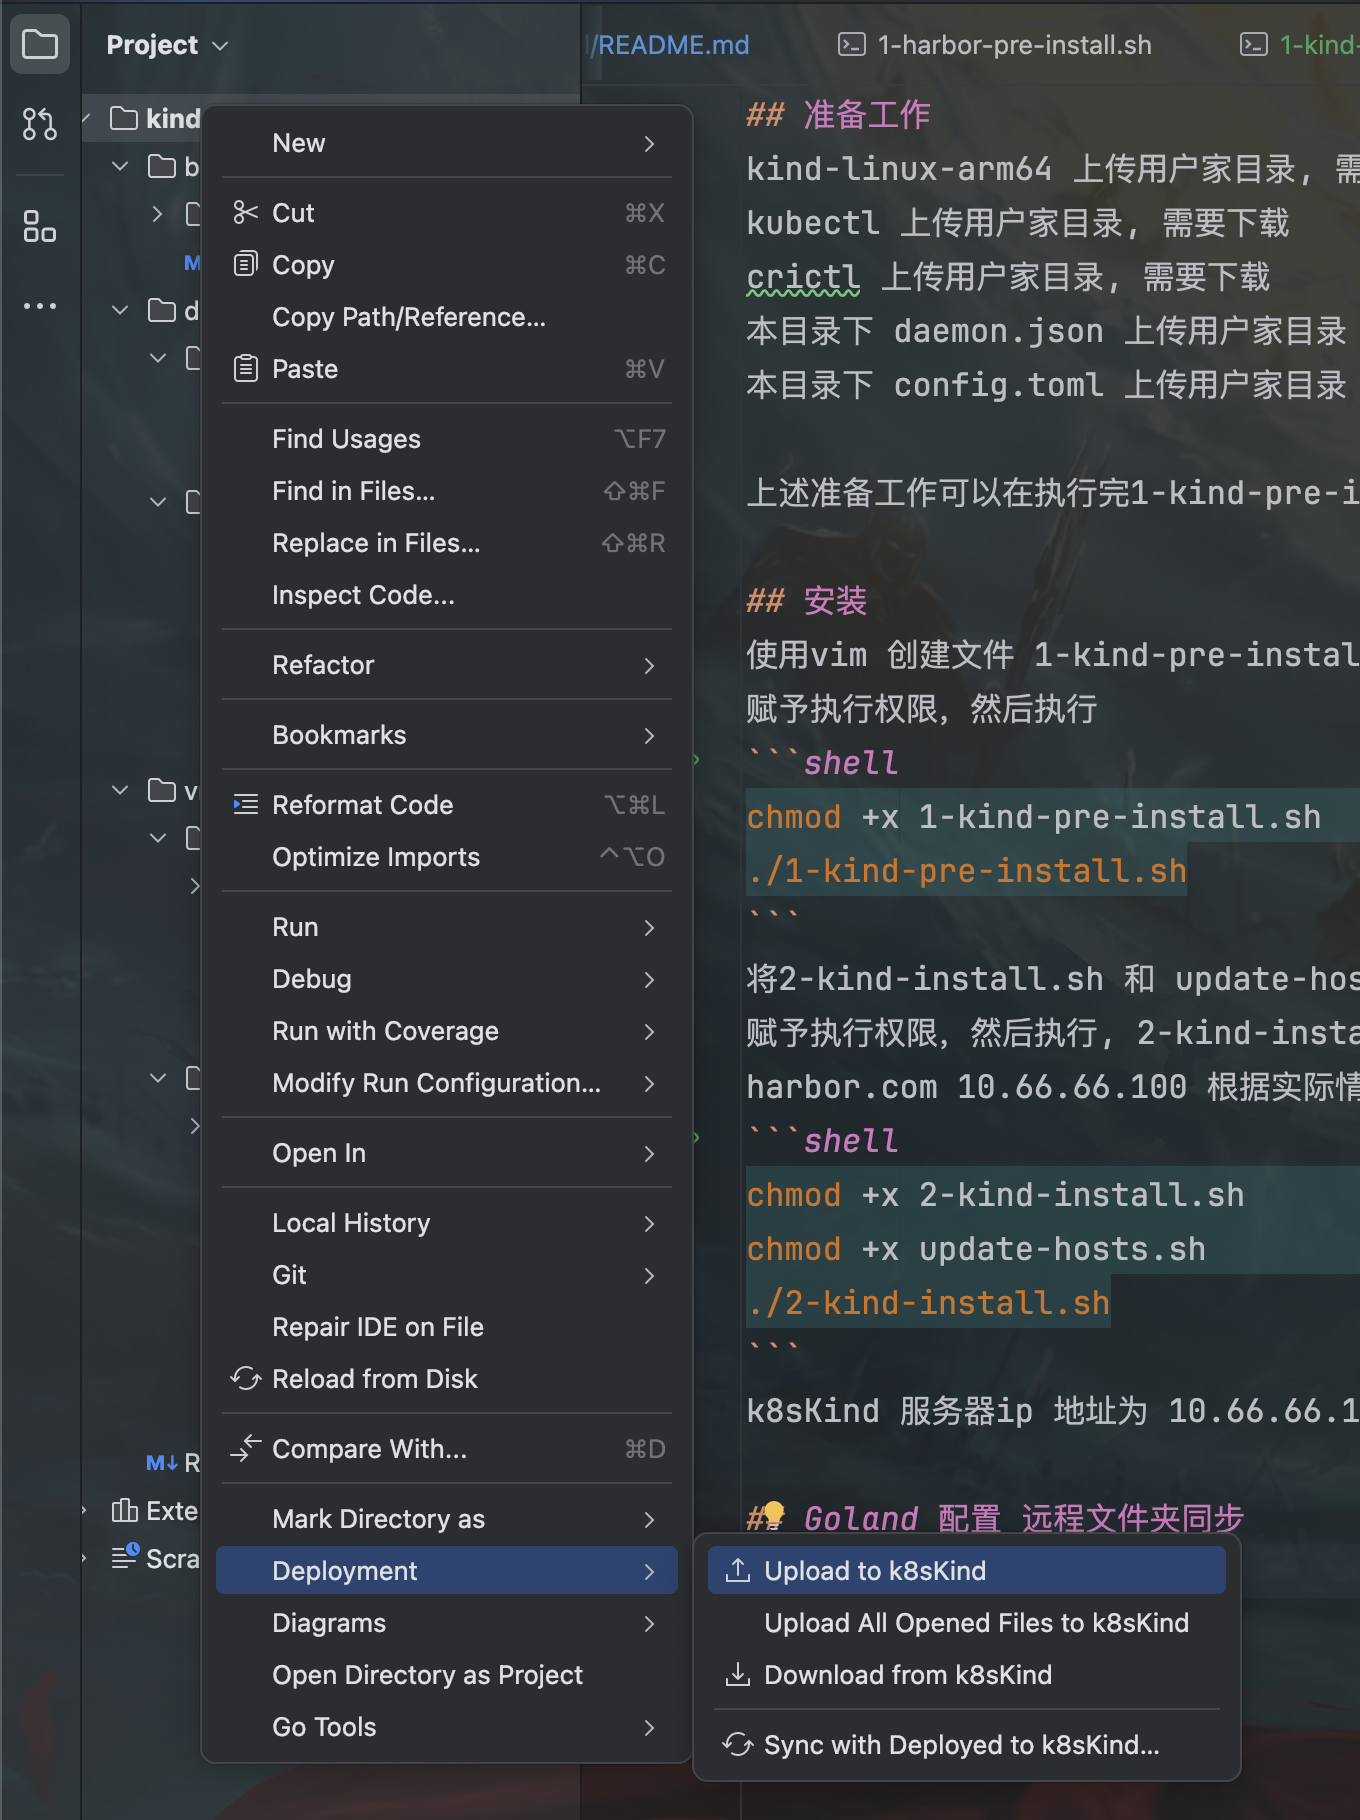 Project
/README.md
1-harbor-pre-install.sh
1-kind-
kind
b
M
d
v
M↓ R
Exte
Scra
New
Cut ⌘X
Copy ⌘C
Copy Path/Reference...
Paste ⌘V
Find Usages ⌥F7
Find in Files... ⇧⌘F
Replace in Files... ⇧⌘R
Inspect Code...
Refactor
Bookmarks
Reformat Code ⌥⌘L
Optimize Imports ^⌥O
Run
Debug
Run with Coverage
Modify Run Configuration...
Open In
Local History
Git
Repair IDE on File
Reload from Disk
Compare With... ⌘D
Mark Directory as
Deployment
Diagrams
Open Directory as Project
Go Tools
Upload to k8sKind
Upload All Opened Files to k8sKind
Download from k8sKind
Sync with Deployed to k8sKind...
## 准备工作
kind-linux-arm64 上传用户家目录, 需
kubectl 上传用户家目录, 需要下载
crictl 上传用户家目录, 需要下载
本目录下 daemon.json 上传用户家目录
本目录下 config.toml 上传用户家目录
上述准备工作可以在执行完1-kind-pre-i
## 安装
使用vim 创建文件 1-kind-pre-instal
赋予执行权限, 然后执行
```shell
chmod +x 1-kind-pre-install.sh
./1-kind-pre-install.sh
```
将2-kind-install.sh 和 update-hos
赋予执行权限, 然后执行, 2-kind-insta
harbor.com 10.66.66.100 根据实际情
```shell
chmod +x 2-kind-install.sh
chmod +x update-hosts.sh
./2-kind-install.sh
```
k8sKind 服务器ip 地址为 10.66.66.1
## Goland 配置 远程文件夹同步